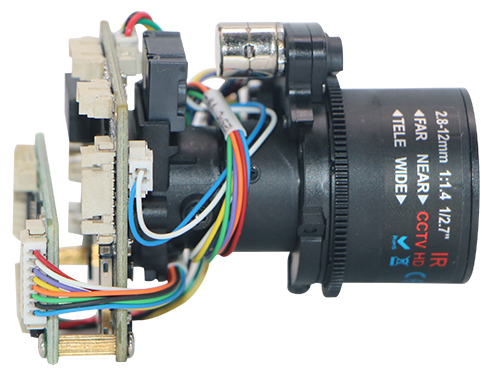 2.8-12mm 1:1.4 1/2.7" IR
◄FAR NEAR► CCTV HD
◄TELE WIDE►